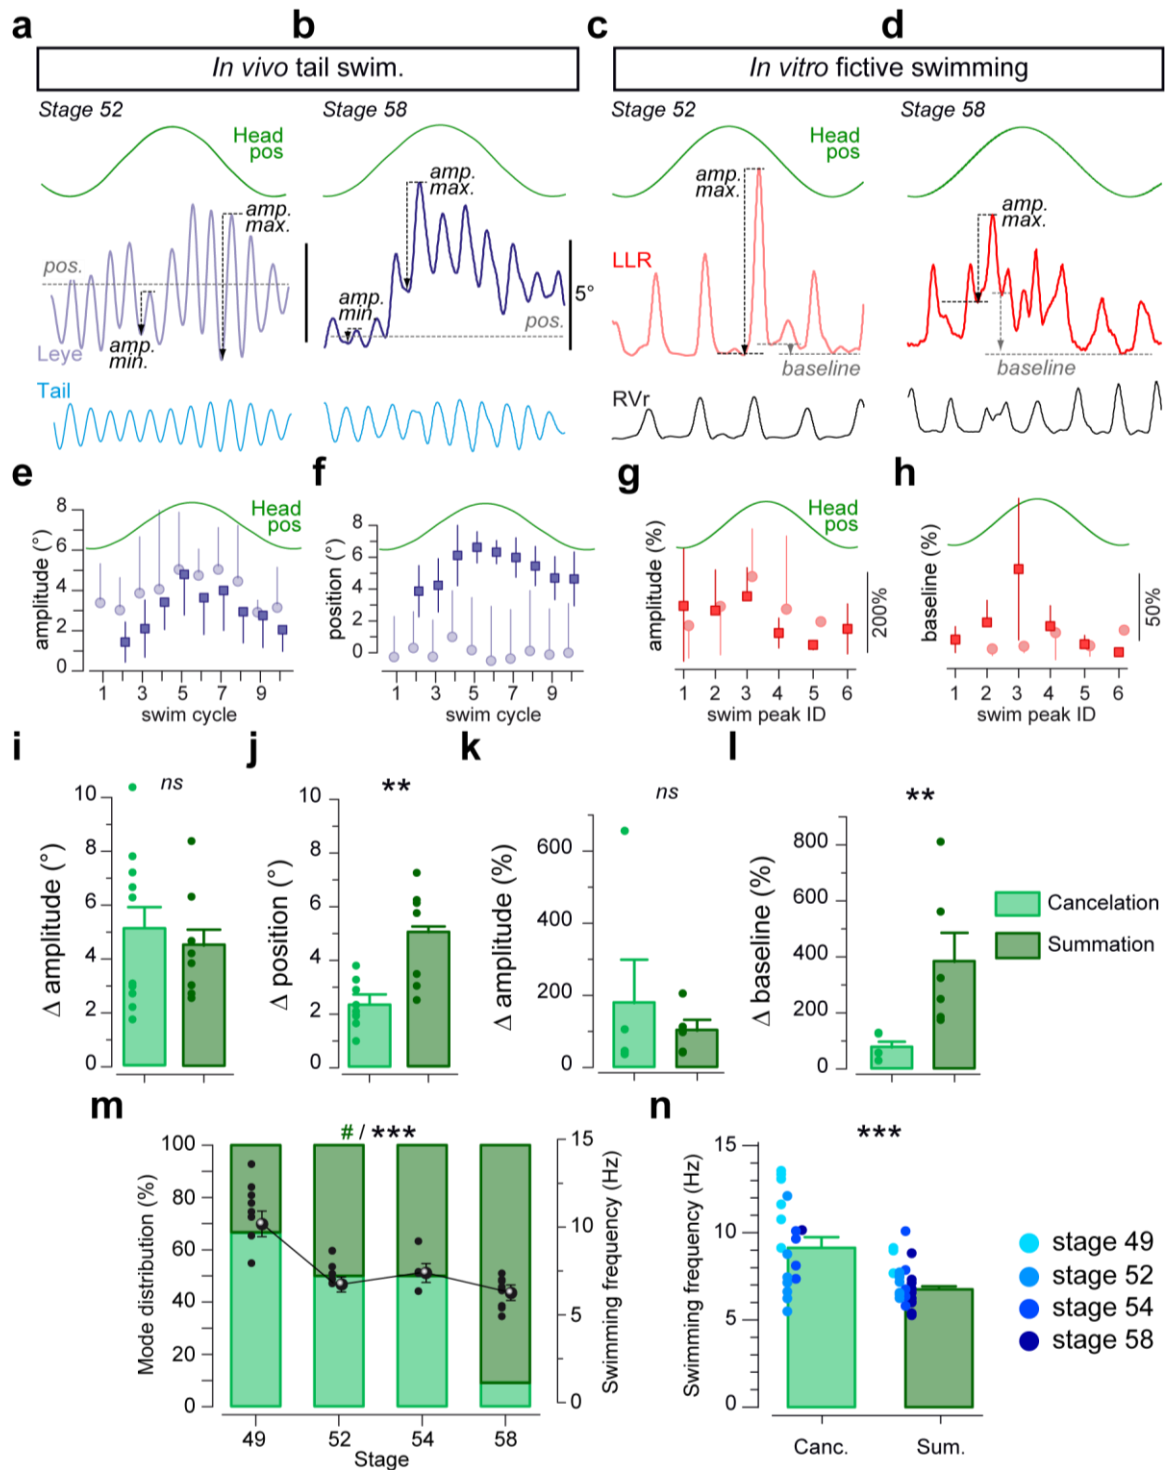 a b c d
In vivo tail swim.
In vitro fictive swimming
Stage 52
Stage 58
Stage 52
Stage 58
Head
pos
Head
pos
amp.
max.
pos.
amp.
min.
Leye
Tail
amp.
max.
amp.
min.
pos.
5°
amp.
max.
LLR
baseline
RVr
amp.
max.
baseline
e
amplitude (°)
8
6
4
2
0
Head
pos
1 3 5 7 9
swim cycle
f
position (°)
8
6
4
2
0
1 3 5 7 9
swim cycle
g
amplitude (%)
200%
1 2 3 4 5 6
swim peak ID
h
baseline (%)
50%
1 2 3 4 5 6
swim peak ID
i
ns
Δ amplitude (°)
10
8
6
4
2
0
j
**
Δ position (°)
10
8
6
4
2
0
k
ns
Δ amplitude (%)
600
400
200
0
l
**
Δ baseline (%)
800
600
400
200
0
Cancelation
Summation
m
# / ***
Mode distribution (%)
100
80
60
40
20
0
15
10
5
0
Swimming frequency (Hz)
49 52 54 58
Stage
n
***
Swimming frequency (Hz)
15
10
5
0
Canc. Sum.
stage 49
stage 52
stage 54
stage 58